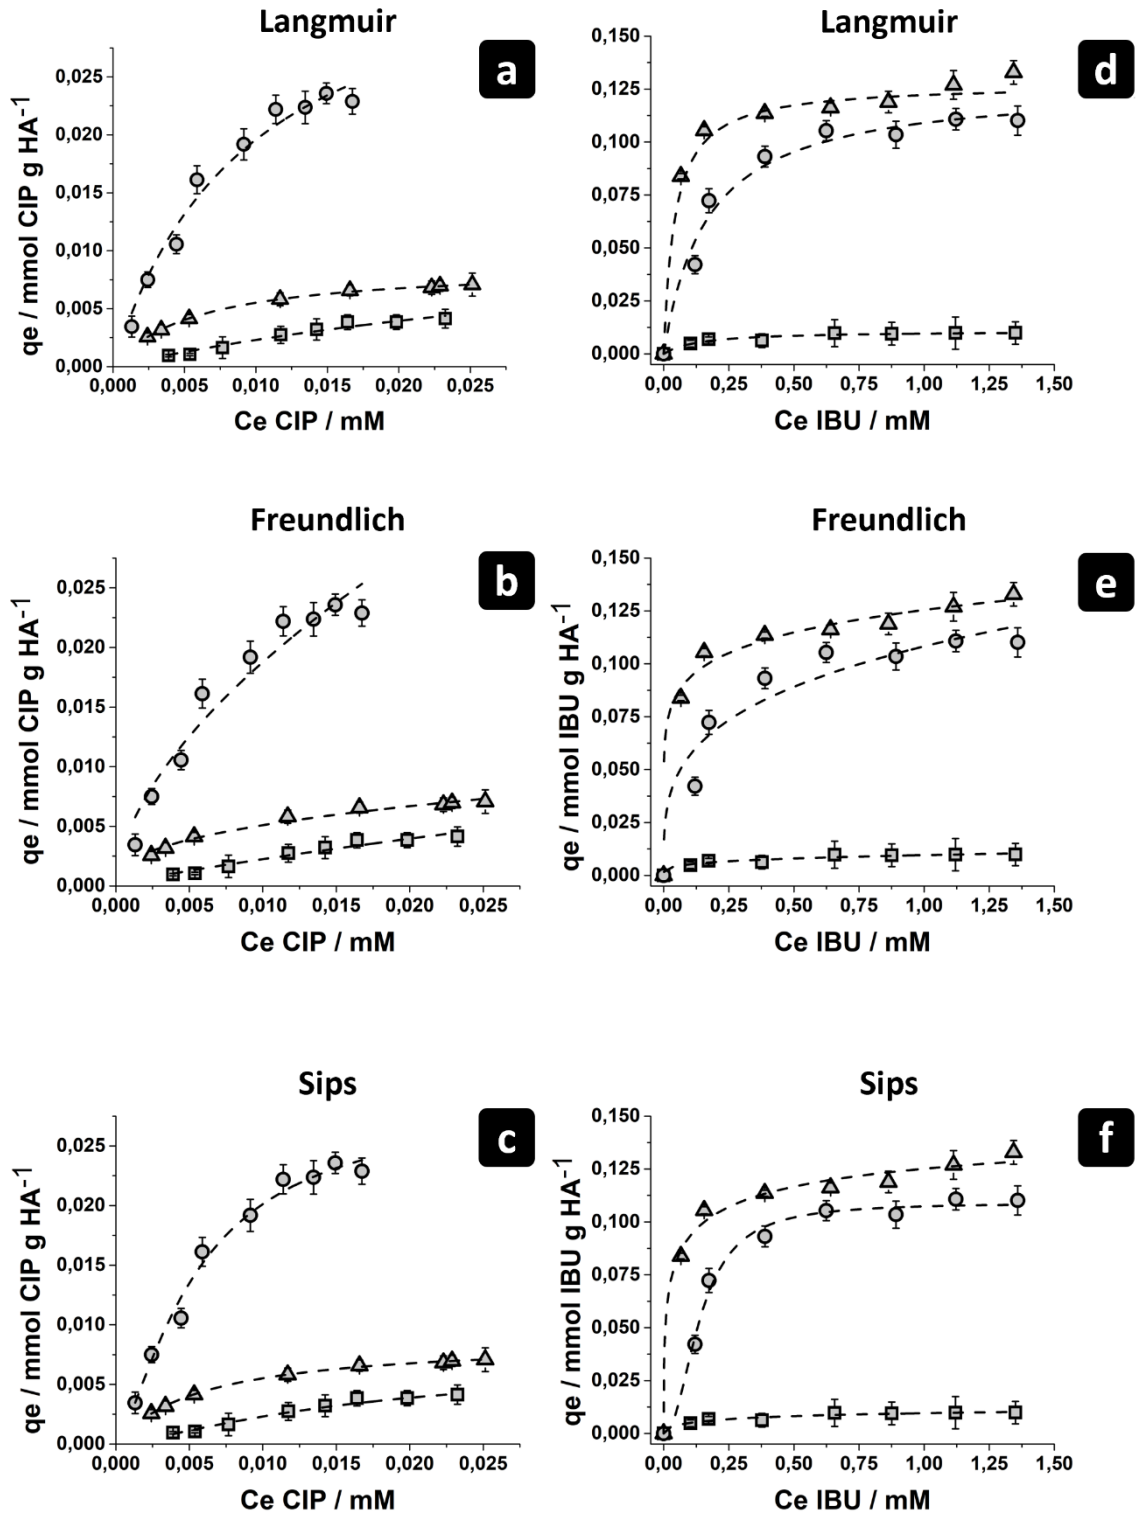 Langmuir
a
0,025
0,020
0,015
0,010
0,005
0,000
qe / mmol CIP g HA-1
0,000 0,005 0,010 0,015 0,020 0,025
Ce CIP / mM
Langmuir
d
0,150
0,125
0,100
0,075
0,050
0,025
0,000
qe / mmol CIP g HA-1
0,00 0,25 0,50 0,75 1,00 1,25 1,50
Ce IBU / mM
Freundlich
b
0,025
0,020
0,015
0,010
0,005
0,000
qe / mmol CIP g HA-1
0,000 0,005 0,010 0,015 0,020 0,025
Ce CIP / mM
Freundlich
e
0,150
0,125
0,100
0,075
0,050
0,025
0,000
qe / mmol IBU g HA-1
0,00 0,25 0,50 0,75 1,00 1,25 1,50
Ce IBU / mM
Sips
c
0,025
0,020
0,015
0,010
0,005
0,000
qe / mmol CIP g HA-1
0,000 0,005 0,010 0,015 0,020 0,025
Ce CIP / mM
Sips
f
0,150
0,125
0,100
0,075
0,050
0,025
0,000
qe / mmol IBU g HA-1
0,00 0,25 0,50 0,75 1,00 1,25 1,50
Ce IBU / mM